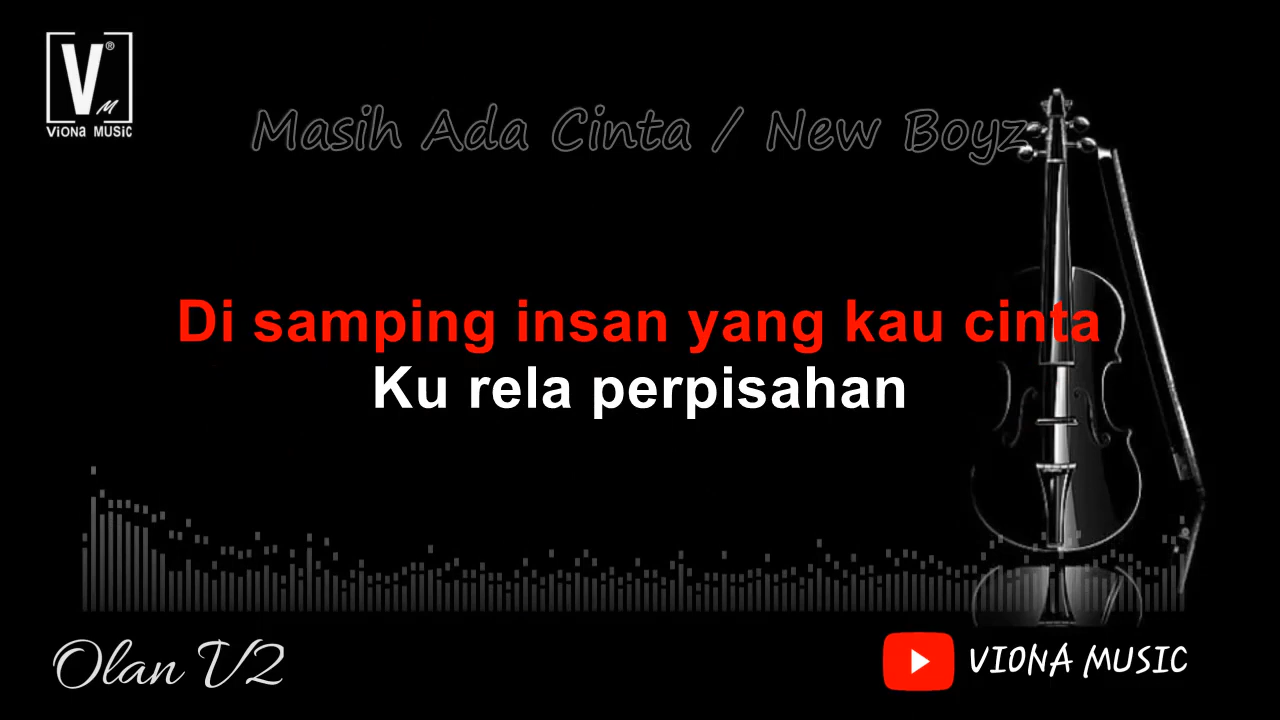 V®
M
ViONa MUSiC
Masih Ada Cinta / New Boyz
Di samping insan yang kau cinta
Ku rela perpisahan
Olan V2
VIONA MUSIC